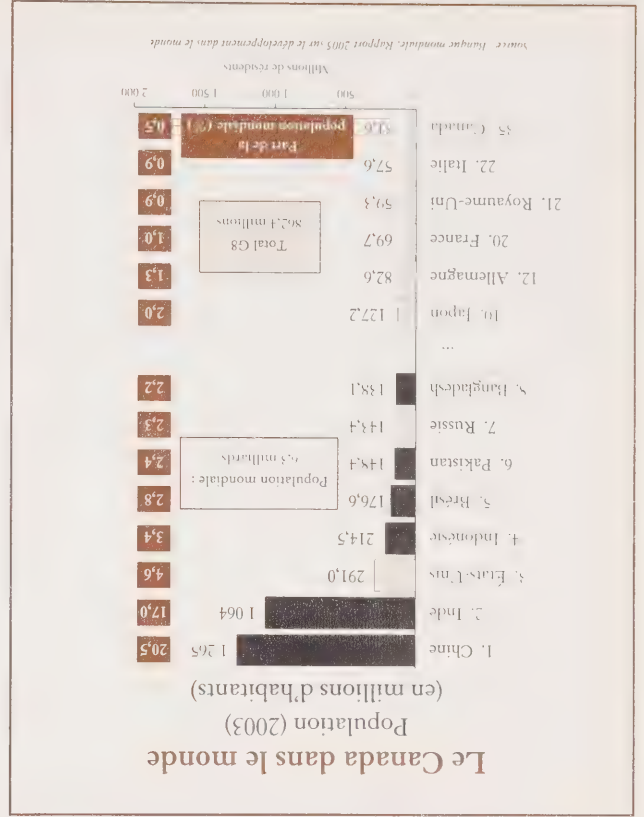 Le Canada dans le monde
Population (2003)
(en millions d'habitants)
1. Chine 1 265 20,5
2. Inde 1 064 17,0
3. États-Unis 291,0 4,6
4. Indonésie 214,5 3,4
5. Brésil 176,6 2,8
6. Pakistan 148,4 2,4
7. Russie 143,4 2,3
8. Bangladesh 138,1 2,2
Population mondiale :
6,3 milliards
...
10. Japon 127,2 2,0
12. Allemagne 82,6 1,3
20. France 69,7 1,0
21. Royaume-Uni 59,3 0,9
22. Italie 57,6 0,9
35. Canada 31,6 0,5
Total G8
862,4 millions
Part de la
population mondiale (%)
500 1 000 1 500 2 000
Millions de résidents
Source : Banque mondiale, Rapport 2005 sur le développement dans le monde